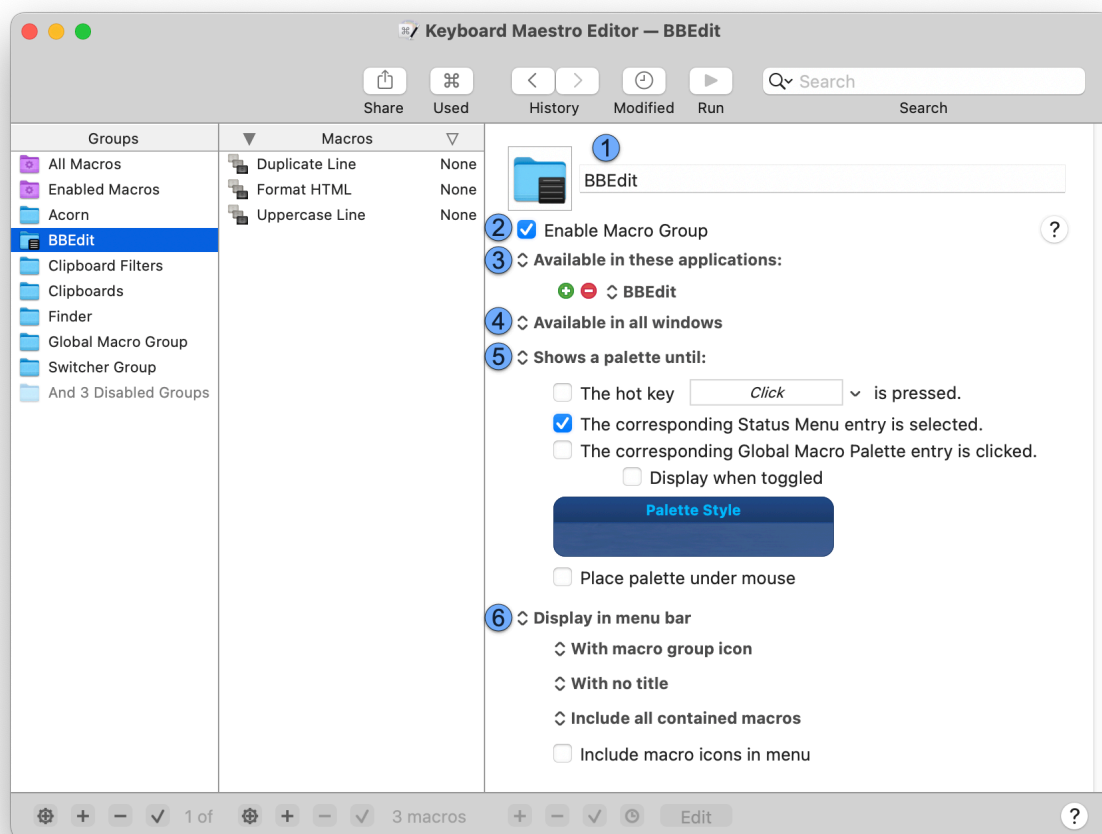 Keyboard Maestro Editor — BBEdit
Share
Used
History
Modified
Run
Search
Search
Groups
All Macros
Enabled Macros
Acorn
BBEdit
Clipboard Filters
Clipboards
Finder
Global Macro Group
Switcher Group
And 3 Disabled Groups
Macros
Duplicate Line None
Format HTML None
Uppercase Line None
1
BBEdit
2 Enable Macro Group ?
3 Available in these applications:
BBEdit
4 Available in all windows
5 Shows a palette until:
The hot key Click is pressed.
The corresponding Status Menu entry is selected.
The corresponding Global Macro Palette entry is clicked.
Display when toggled
Palette Style
Place palette under mouse
6 Display in menu bar
With macro group icon
With no title
Include all contained macros
Include macro icons in menu
1 of
3 macros
Edit
?